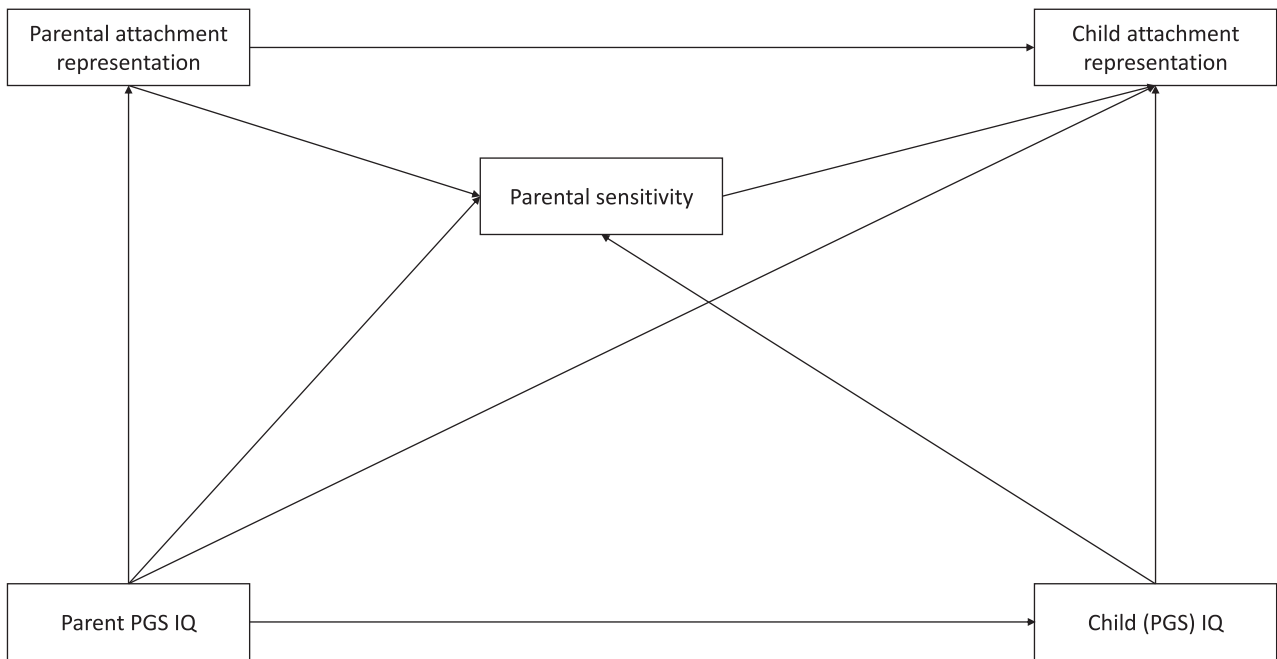 Parental attachment
representation
Child attachment
representation
Parental sensitivity
Parent PGS IQ
Child (PGS) IQ